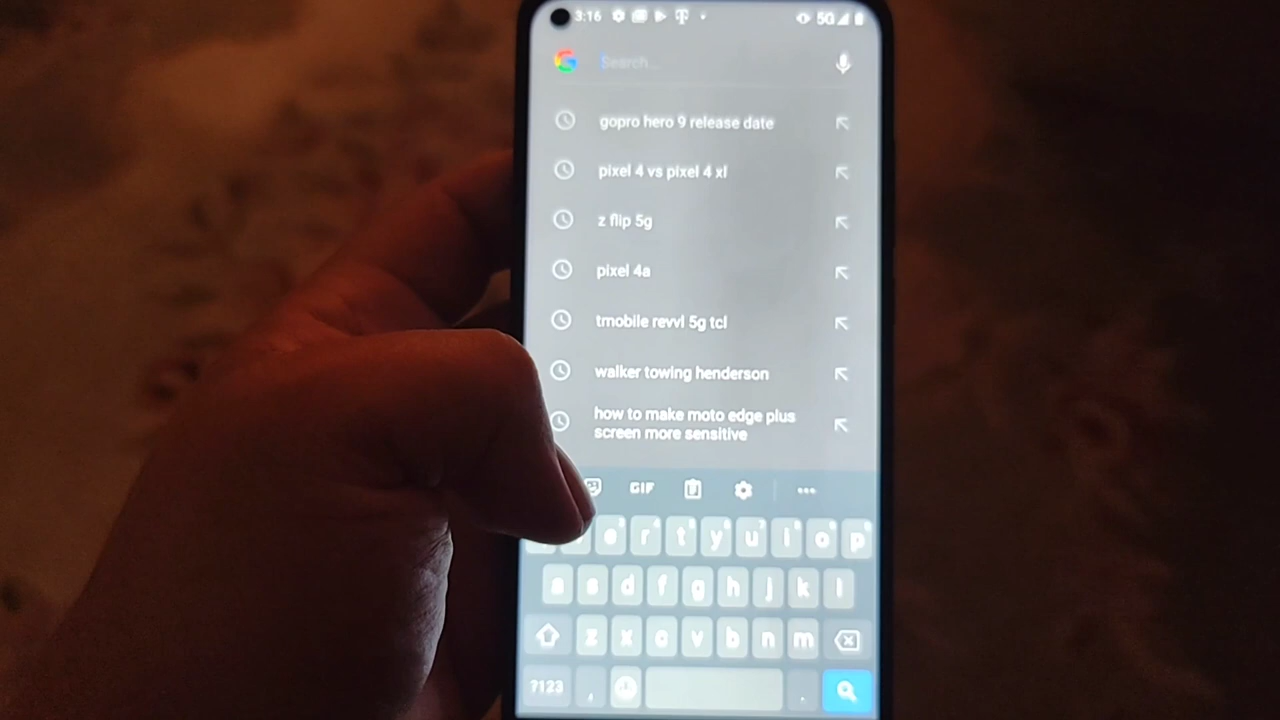 3:16 5G
Search...
gopro hero 9 release date
pixel 4 vs pixel 4 xl
z flip 5g
pixel 4a
tmobile revvl 5g tcl
walker towing henderson
how to make moto edge plus
screen more sensitive
GIF
e r t y u i o p
a s d f g h j k l
z x c v b n m
?123 , .